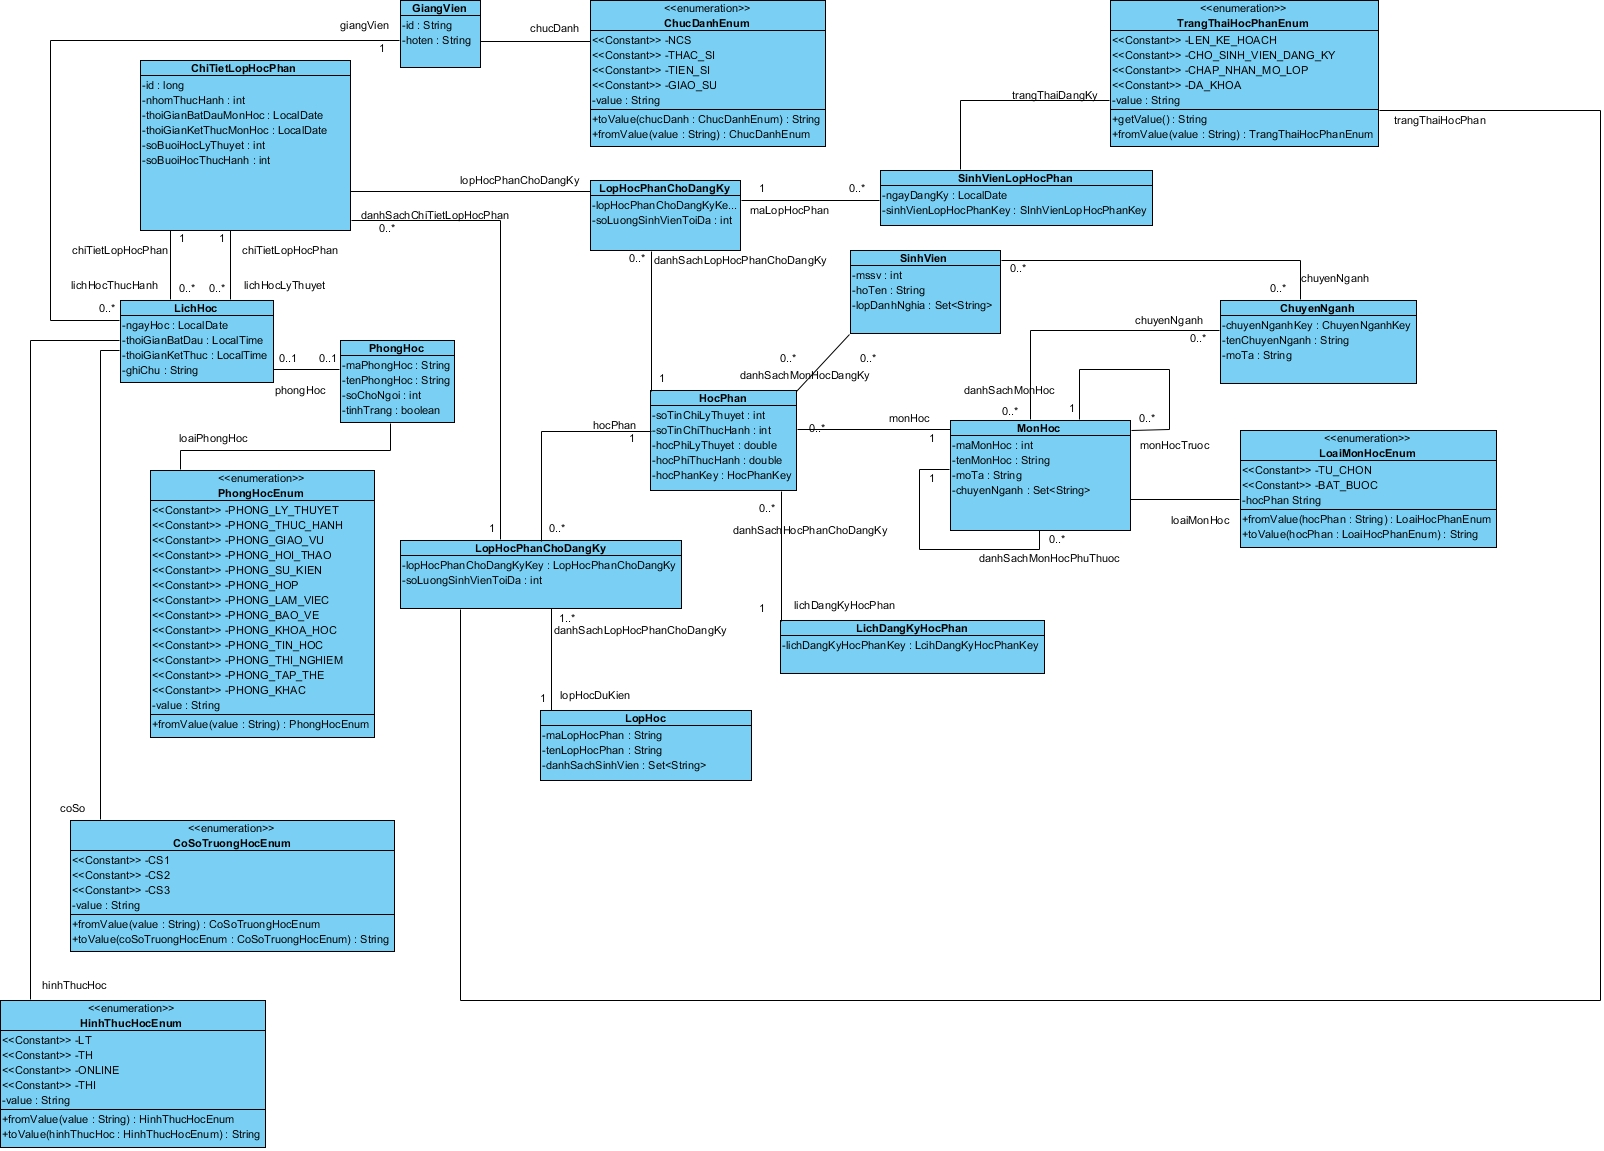 GiangVien
-id : String
-hoten : String
giangVien
1
chucDanh
<<enumeration>>
ChucDanhEnum
<<Constant>> -NCS
<<Constant>> -THAC_SI
<<Constant>> -TIEN_SI
<<Constant>> -GIAO_SU
-value : String
+toValue(chucDanh : ChucDanhEnum) : String
+fromValue(value : String) : ChucDanhEnum
<<enumeration>>
TrangThaiHocPhanEnum
<<Constant>> -LEN_KE_HOACH
<<Constant>> -CHO_SINH_VIEN_DANG_KY
<<Constant>> -CHAP_NHAN_MO_LOP
<<Constant>> -DA_KHOA
-value : String
+getValue() : String
+fromValue(value : String) : TrangThaiHocPhanEnum
trangThaiDangKy
trangThaiHocPhan
ChiTietLopHocPhan
-id : long
-nhomThucHanh : int
-thoiGianBatDauMonHoc : LocalDate
-thoiGianKetThucMonHoc : LocalDate
-soBuoiHocLyThuyet : int
-soBuoiHocThucHanh : int
lopHocPhanChoDangKy
danhSachChiTietLopHocPhan
0..*
LopHocPhanChoDangKy
-lopHocPhanChoDangKyKe...
-soLuongSinhVienToiDa : int
1
0..*
maLopHocPhan
SinhVienLopHocPhan
-ngayDangKy : LocalDate
-sinhVienLopHocPhanKey : SInhVienLopHocPhanKey
1
1
chiTietLopHocPhan
chiTietLopHocPhan
lichHocThucHanh
0..*
0..*
lichHocLyThuyet
0..*
LichHoc
-ngayHoc : LocalDate
-thoiGianBatDau : LocalTime
-thoiGianKetThuc : LocalTime
-ghiChu : String
0..1
0..1
phongHoc
PhongHoc
-maPhongHoc : String
-tenPhongHoc : String
-soChoNgoi : int
-tinhTrang : boolean
loaiPhongHoc
0..*
danhSachLopHocPhanChoDangKy
1
SinhVien
-mssv : int
-hoTen : String
-lopDanhNghia : Set<String>
0..*
chuyenNganh
0..*
ChuyenNganh
-chuyenNganhKey : ChuyenNganhKey
-tenChuyenNganh : String
-moTa : String
chuyenNganh
0..*
0..*
0..*
danhSachMonHocDangKy
danhSachMonHoc
0..*
1
0..*
monHocTruoc
HocPhan
-soTinChiLyThuyet : int
-soTinChiThucHanh : int
-hocPhiLyThuyet : double
-hocPhiThucHanh : double
-hocPhanKey : HocPhanKey
hocPhan
1
0..*
monHoc
1
MonHoc
-maMonHoc : int
-tenMonHoc : String
-moTa : String
-chuyenNganh : Set<String>
1
0..*
danhSachMonHocPhuThuoc
loaiMonHoc
<<enumeration>>
LoaiMonHocEnum
<<Constant>> -TU_CHON
<<Constant>> -BAT_BUOC
-hocPhan String
+fromValue(hocPhan : String) : LoaiHocPhanEnum
+toValue(hocPhan : LoaiHocPhanEnum) : String
<<enumeration>>
PhongHocEnum
<<Constant>> -PHONG_LY_THUYET
<<Constant>> -PHONG_THUC_HANH
<<Constant>> -PHONG_GIAO_VU
<<Constant>> -PHONG_HOI_THAO
<<Constant>> -PHONG_SU_KIEN
<<Constant>> -PHONG_HOP
<<Constant>> -PHONG_LAM_VIEC
<<Constant>> -PHONG_BAO_VE
<<Constant>> -PHONG_KHOA_HOC
<<Constant>> -PHONG_TIN_HOC
<<Constant>> -PHONG_THI_NGHIEM
<<Constant>> -PHONG_TAP_THE
<<Constant>> -PHONG_KHAC
-value : String
+fromValue(value : String) : PhongHocEnum
1
0..*
LopHocPhanChoDangKy
-lopHocPhanChoDangKyKey : LopHocPhanChoDangKy
-soLuongSinhVienToiDa : int
0..*
danhSachHocPhanChoDangKy
1
lichDangKyHocPhan
LichDangKyHocPhan
-lichDangKyHocPhanKey : LcihDangKyHocPhanKey
1..*
danhSachLopHocPhanChoDangKy
1
lopHocDuKien
LopHoc
-maLopHocPhan : String
-tenLopHocPhan : String
-danhSachSinhVien : Set<String>
coSo
<<enumeration>>
CoSoTruongHocEnum
<<Constant>> -CS1
<<Constant>> -CS2
<<Constant>> -CS3
-value : String
+fromValue(value : String) : CoSoTruongHocEnum
+toValue(coSoTruongHocEnum : CoSoTruongHocEnum) : String
hinhThucHoc
<<enumeration>>
HinhThucHocEnum
<<Constant>> -LT
<<Constant>> -TH
<<Constant>> -ONLINE
<<Constant>> -THI
-value : String
+fromValue(value : String) : HinhThucHocEnum
+toValue(hinhThucHoc : HinhThucHocEnum) : String